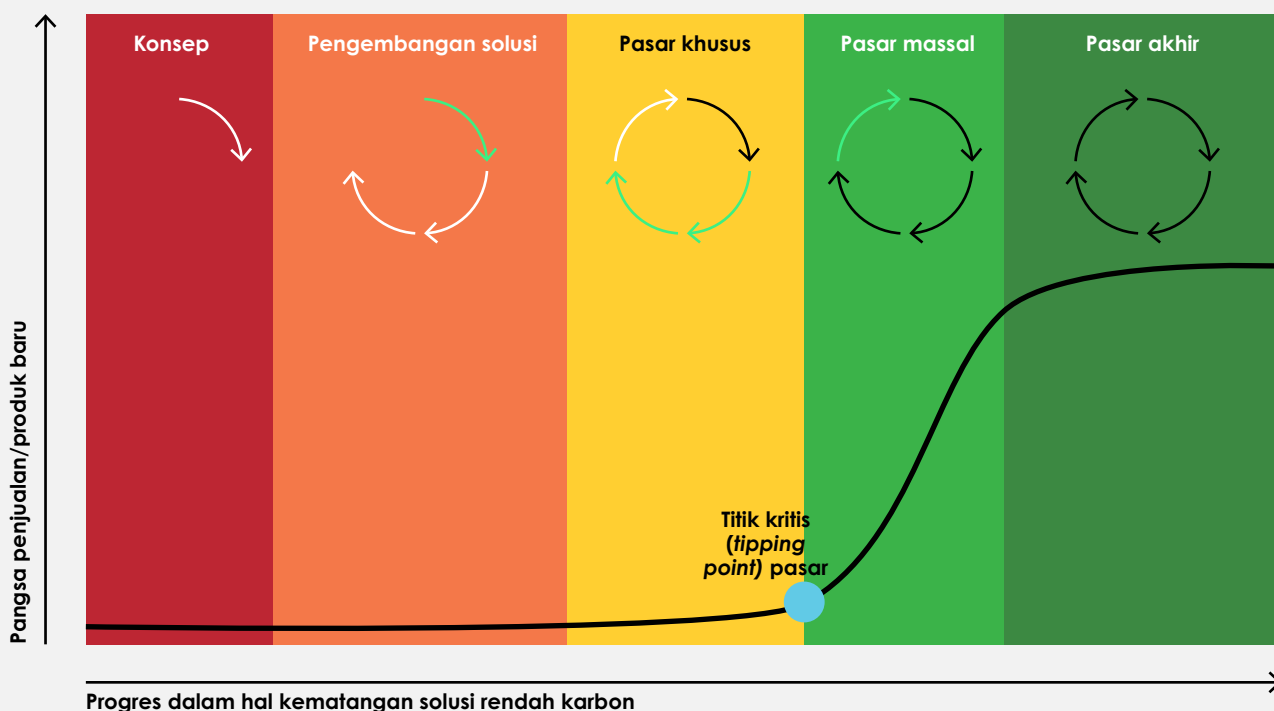 Konsep
Pengembangan solusi
Pasar khusus
Pasar massal
Pasar akhir
Pangsa penjualan/produk baru
Titik kritis
(tipping
point) pasar
Progres dalam hal kematangan solusi rendah karbon